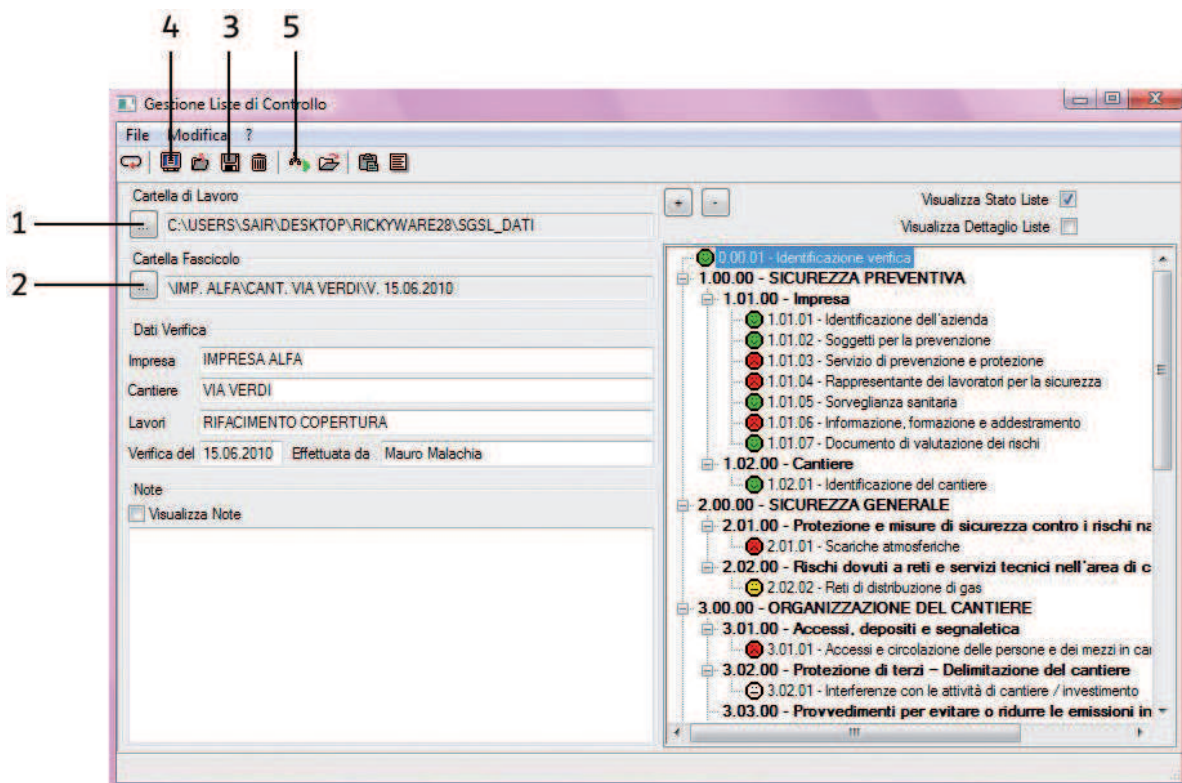 4 3 5
Gestione Liste di Controllo
File Modifica ?
Cartella di Lavoro
1
... C:\USERS\SAIR\DESKTOP\RICKYWARE28\SGSL_DATI
Cartella Fascicolo
2
... \IMP. ALFA\CANT. VIA VERDI\V. 15.06.2010
Dati Verifica
Impresa IMPRESA ALFA
Cantiere VIA VERDI
Lavori RIFACIMENTO COPERTURA
Verifica del 15.06.2010 Effettuata da Mauro Malachia
Note
Visualizza Note
+ -
Visualizza Stato Liste
Visualizza Dettaglio Liste
0.00.01 - Identificazione verifica
1.00.00 - SICUREZZA PREVENTIVA
1.01.00 - Impresa
1.01.01 - Identificazione dell'azienda
1.01.02 - Soggetti per la prevenzione
1.01.03 - Servizio di prevenzione e protezione
1.01.04 - Rappresentante dei lavoratori per la sicurezza
1.01.05 - Sorveglianza sanitaria
1.01.06 - Informazione, formazione e addestramento
1.01.07 - Documento di valutazione dei rischi
1.02.00 - Cantiere
1.02.01 - Identificazione del cantiere
2.00.00 - SICUREZZA GENERALE
2.01.00 - Protezione e misure di sicurezza contro i rischi na
2.01.01 - Scariche atmosferiche
2.02.00 - Rischi dovuti a reti e servizi tecnici nell'area di c
2.02.02 - Reti di distribuzione di gas
3.00.00 - ORGANIZZAZIONE DEL CANTIERE
3.01.00 - Accessi, depositi e segnaletica
3.01.01 - Accessi e circolazione delle persone e dei mezzi in car
3.02.00 - Protezione di terzi – Delimitazione del cantiere
3.02.01 - Interferenze con le attività di cantiere / investimento
3.03.00 - Provvedimenti per evitare o ridurre le emissioni in